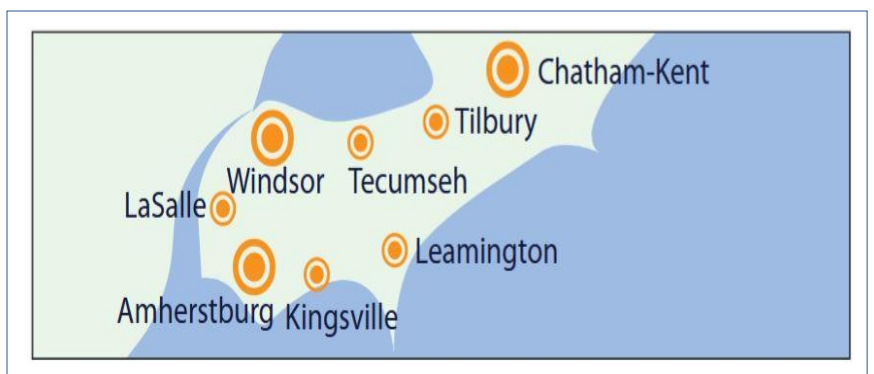 Chatham-Kent
Tilbury
Windsor
Tecumseh
LaSalle
Leamington
Amherstburg
Kingsville